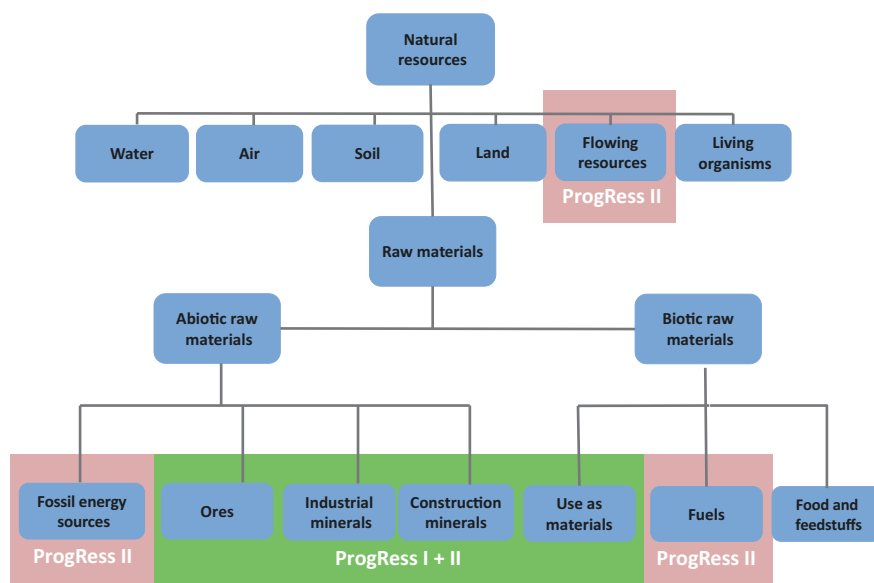 Natural
resources
Water
Air
Soil
Land
Flowing
resources
Living
organisms
ProgRess II
Raw materials
Abiotic raw
materials
Biotic raw
materials
Fossil energy
sources
Ores
Industrial
minerals
Construction
minerals
Use as
materials
Fuels
Food and
feedstuffs
ProgRess II
ProgRess I + II
ProgRess II